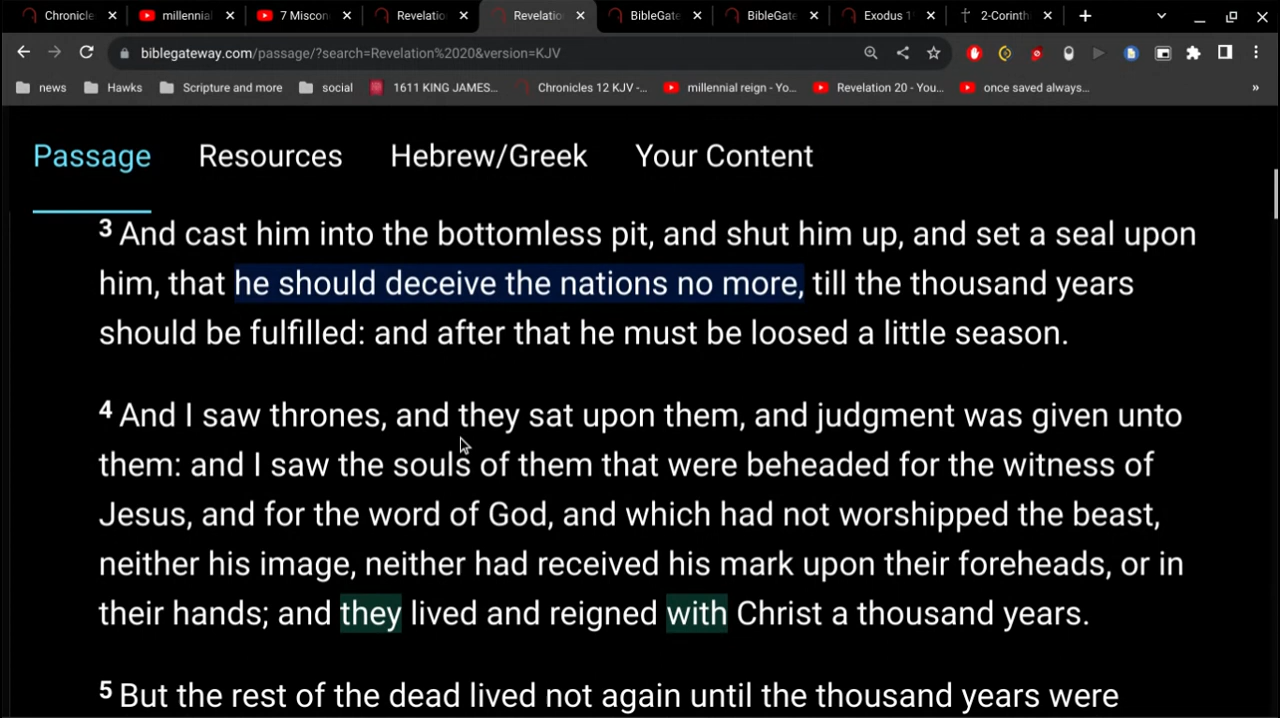 Chronicle millennial 7 Miscon Revelatio Revelatio BibleGate BibleGate Exodus 1 2-Corinth
biblegateway.com/passage/?search=Revelation%2020&version=KJV
news Hawks Scripture and more social 1611 KING JAMES... Chronicles 12 KJV -... millennial reign - Yo... Revelation 20 - You... once saved always... »
Passage Resources Hebrew/Greek Your Content
3 And cast him into the bottomless pit, and shut him up, and set a seal upon
him, that he should deceive the nations no more, till the thousand years
should be fulfilled: and after that he must be loosed a little season.
4 And I saw thrones, and they sat upon them, and judgment was given unto
them: and I saw the souls of them that were beheaded for the witness of
Jesus, and for the word of God, and which had not worshipped the beast,
neither his image, neither had received his mark upon their foreheads, or in
their hands; and they lived and reigned with Christ a thousand years.
5 But the rest of the dead lived not again until the thousand years were